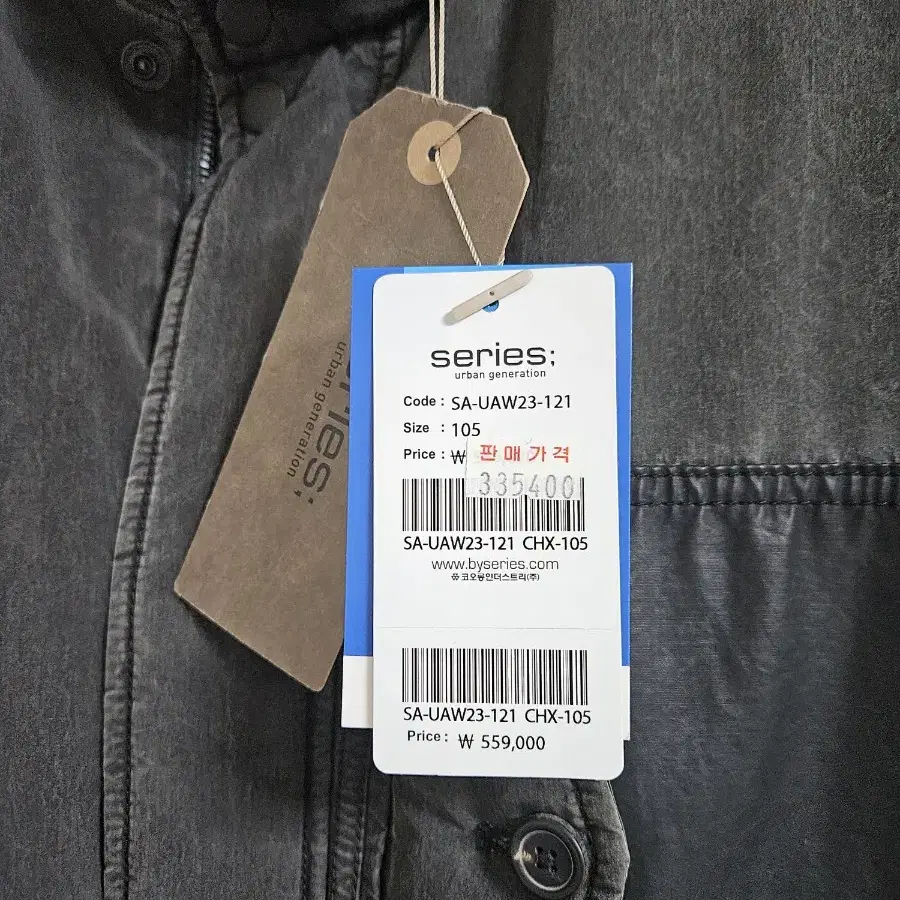 series;
urban generation
Code : SA-UAW23-121
Size : 105
Price : ₩ 판매가격
335400
SA-UAW23-121 CHX-105
www.byseries.com
코오롱인더스트리(주)
SA-UAW23-121 CHX-105
Price : ₩ 559,000
ries;
urban generation